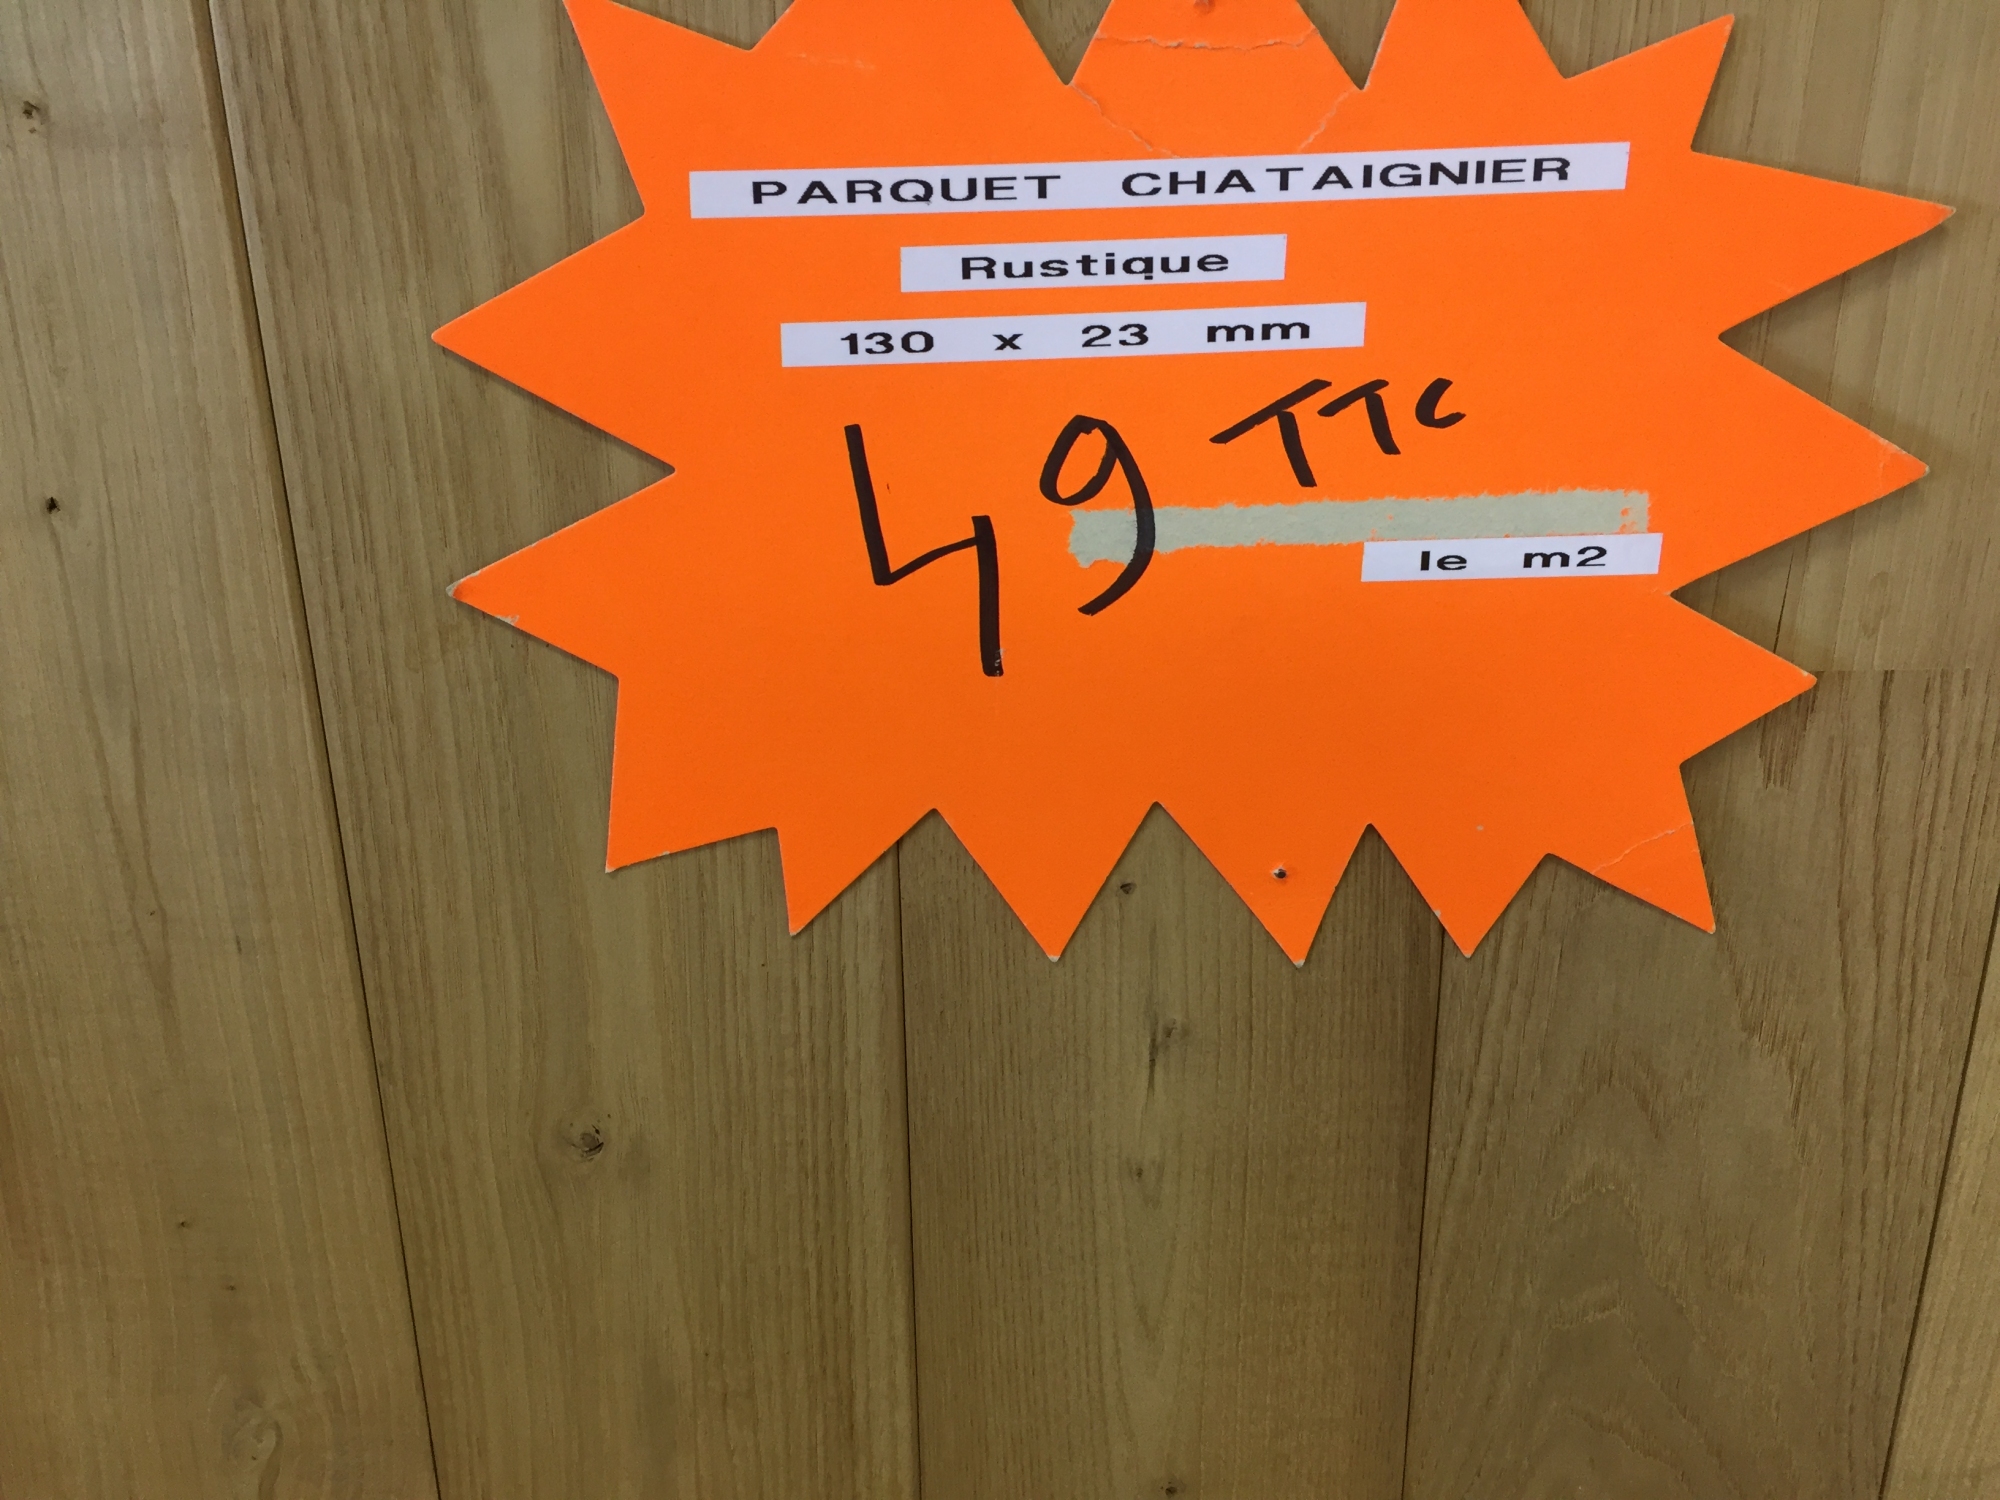 PARQUET CHATAIGNIER
Rustique
130 x 23 mm
49 TTC
le m2